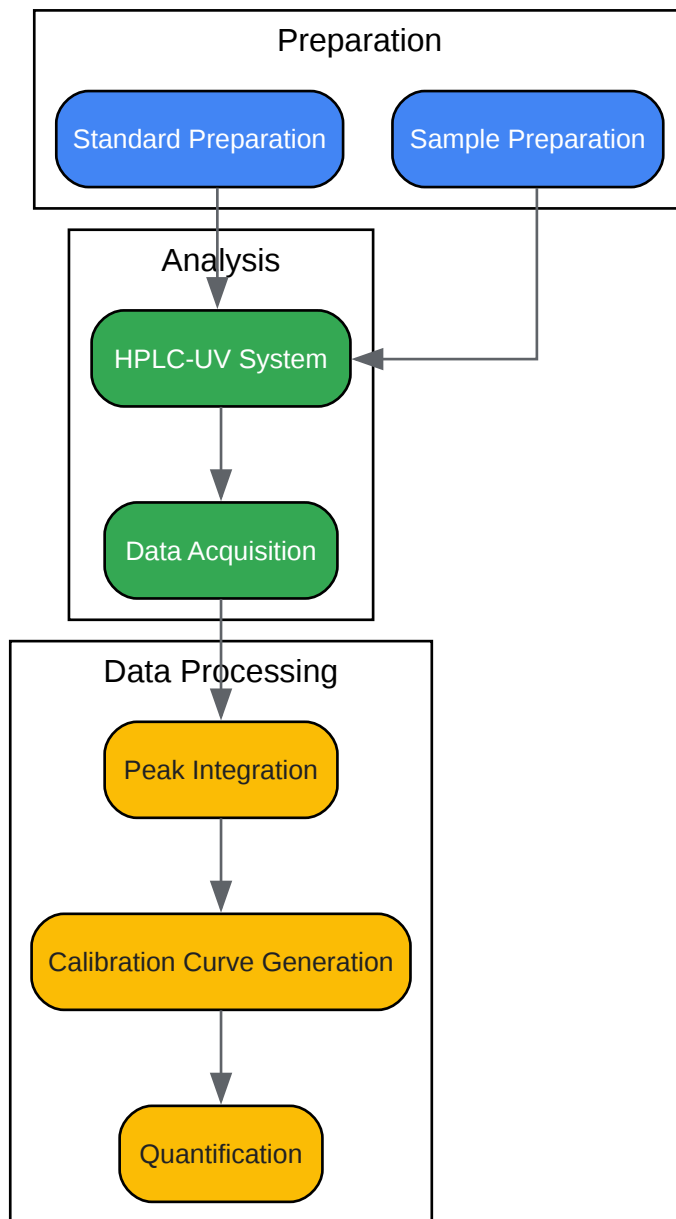 Preparation
Standard Preparation
Sample Preparation
Analysis
HPLC-UV System
Data Acquisition
Data Processing
Peak Integration
Calibration Curve Generation
Quantification